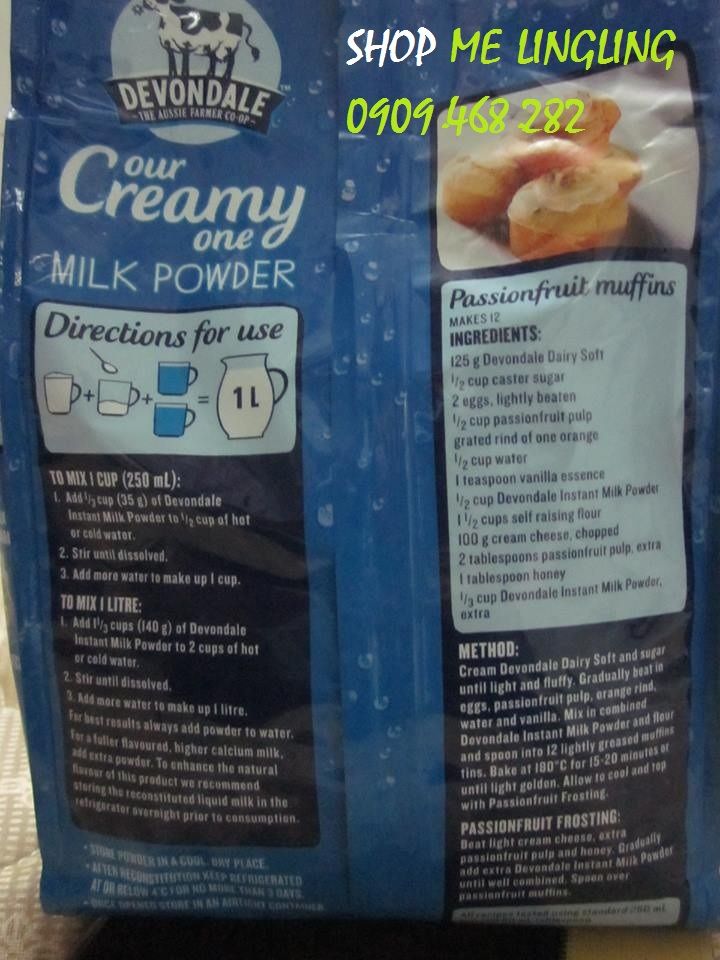 SHOP ME LINGLING
0909.468 282
DEVONDALE
- THE AUSSIE FARMER CO-OP -
our
Creamy
one
MILK POWDER
Directions for use
+ + = 1L
TO MIX 1 CUP (250 mL):
1. Add 1/3 cup (35 g) of Devondale
Instant Milk Powder to 1/2 cup of hot
or cold water.
2. Stir until dissolved.
3. Add more water to make up 1 cup.
TO MIX 1 LITRE:
1. Add 1 1/3 cups (140 g) of Devondale
Instant Milk Powder to 2 cups of hot
or cold water.
2. Stir until dissolved.
3. Add more water to make up 1 litre.
For best results always add powder to water.
For a fuller flavoured, higher calcium milk,
add extra powder. To enhance the natural
flavour of this product we recommend
storing the reconstituted liquid milk in the
refrigerator overnight prior to consumption.
• STORE POWDER IN A COOL, DRY PLACE.
• AFTER RECONSTITUTION KEEP REFRIGERATED
AT OR BELOW 4°C FOR NO MORE THAN 3 DAYS.
• ONCE OPENED STORE IN AN AIRTIGHT CONTAINER
Passionfruit muffins
MAKES 12
INGREDIENTS:
125 g Devondale Dairy Soft
1/2 cup caster sugar
2 eggs, lightly beaten
1/2 cup passionfruit pulp
grated rind of one orange
1/2 cup water
1 teaspoon vanilla essence
1/2 cup Devondale Instant Milk Powder
1 1/2 cups self raising flour
100 g cream cheese, chopped
2 tablespoons passionfruit pulp, extra
1 tablespoon honey
1/3 cup Devondale Instant Milk Powder,
extra
METHOD:
Cream Devondale Dairy Soft and sugar
until light and fluffy. Gradually beat in
eggs, passionfruit pulp, orange rind,
water and vanilla. Mix in combined
Devondale Instant Milk Powder and flour
and spoon into 12 lightly greased muffins
tins. Bake at 180°C for 15-20 minutes or
until light golden. Allow to cool and top
with Passionfruit Frosting.
PASSIONFRUIT FROSTING:
Beat light cream cheese, extra
passionfruit pulp and honey. Gradually
add extra Devondale Instant Milk Powder
until well combined. Spoon over
passionfruit muffins.
All recipes tested using standard 250 mL